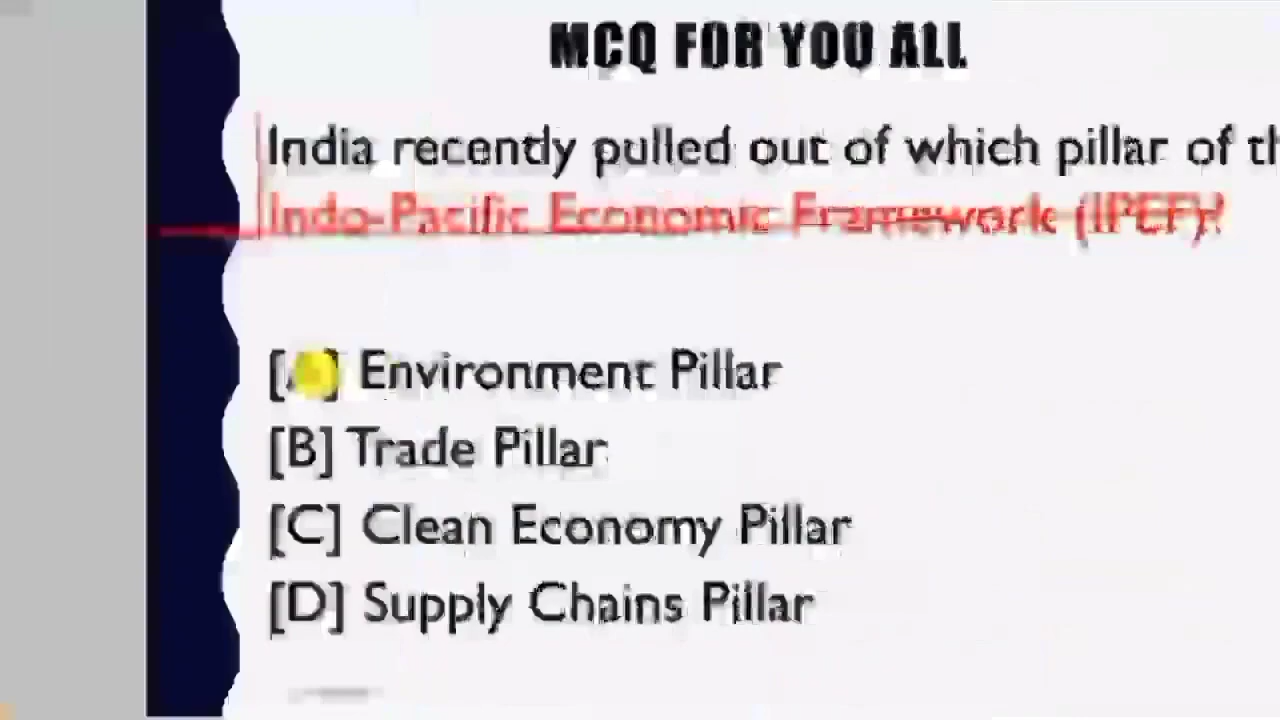 MCQ FOR YOU ALL
India recently pulled out of which pillar of th
Indo-Pacific Economic Framework (IPEF)?
[A] Environment Pillar
[B] Trade Pillar
[C] Clean Economy Pillar
[D] Supply Chains Pillar